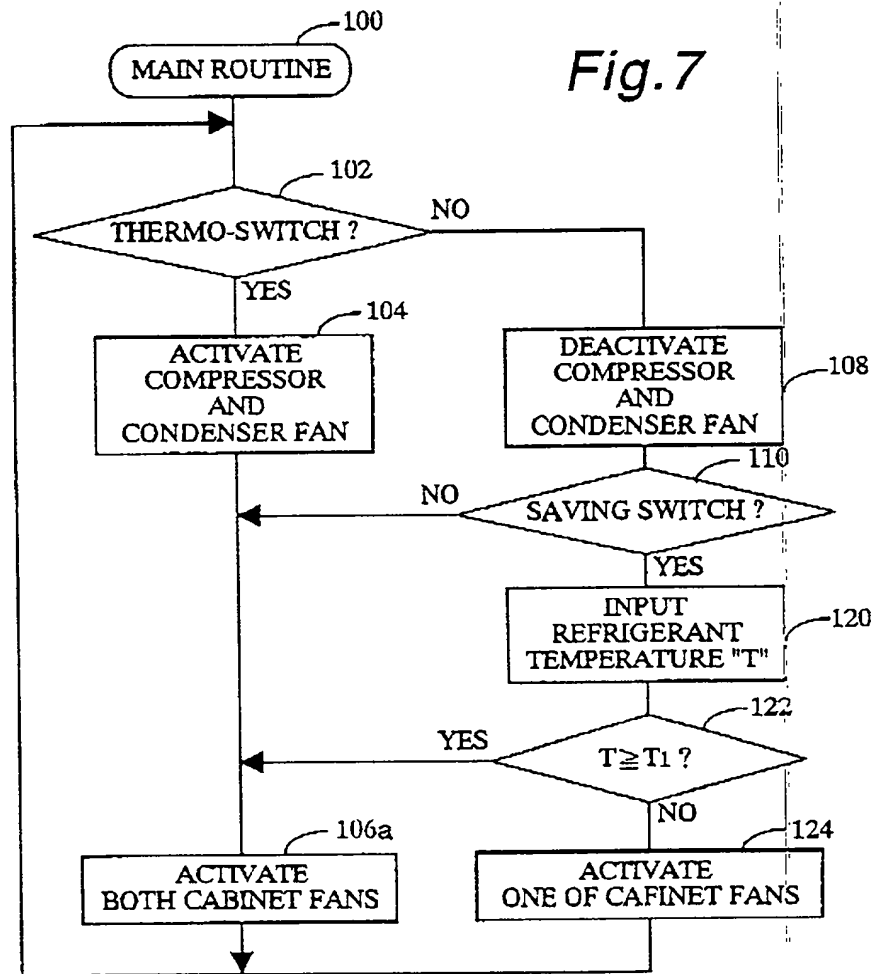 100
MAIN ROUTINE
Fig.7
102
THERMO-SWITCH ?
NO
YES
104
ACTIVATE
COMPRESSOR
AND
CONDENSER FAN
DEACTIVATE
COMPRESSOR
AND
CONDENSER FAN
108
110
NO
SAVING SWITCH ?
YES
INPUT
REFRIGERANT
TEMPERATURE "T"
120
122
YES
T≧T1 ?
NO
106a
ACTIVATE
BOTH CABINET FANS
124
ACTIVATE
ONE OF CAFINET FANS